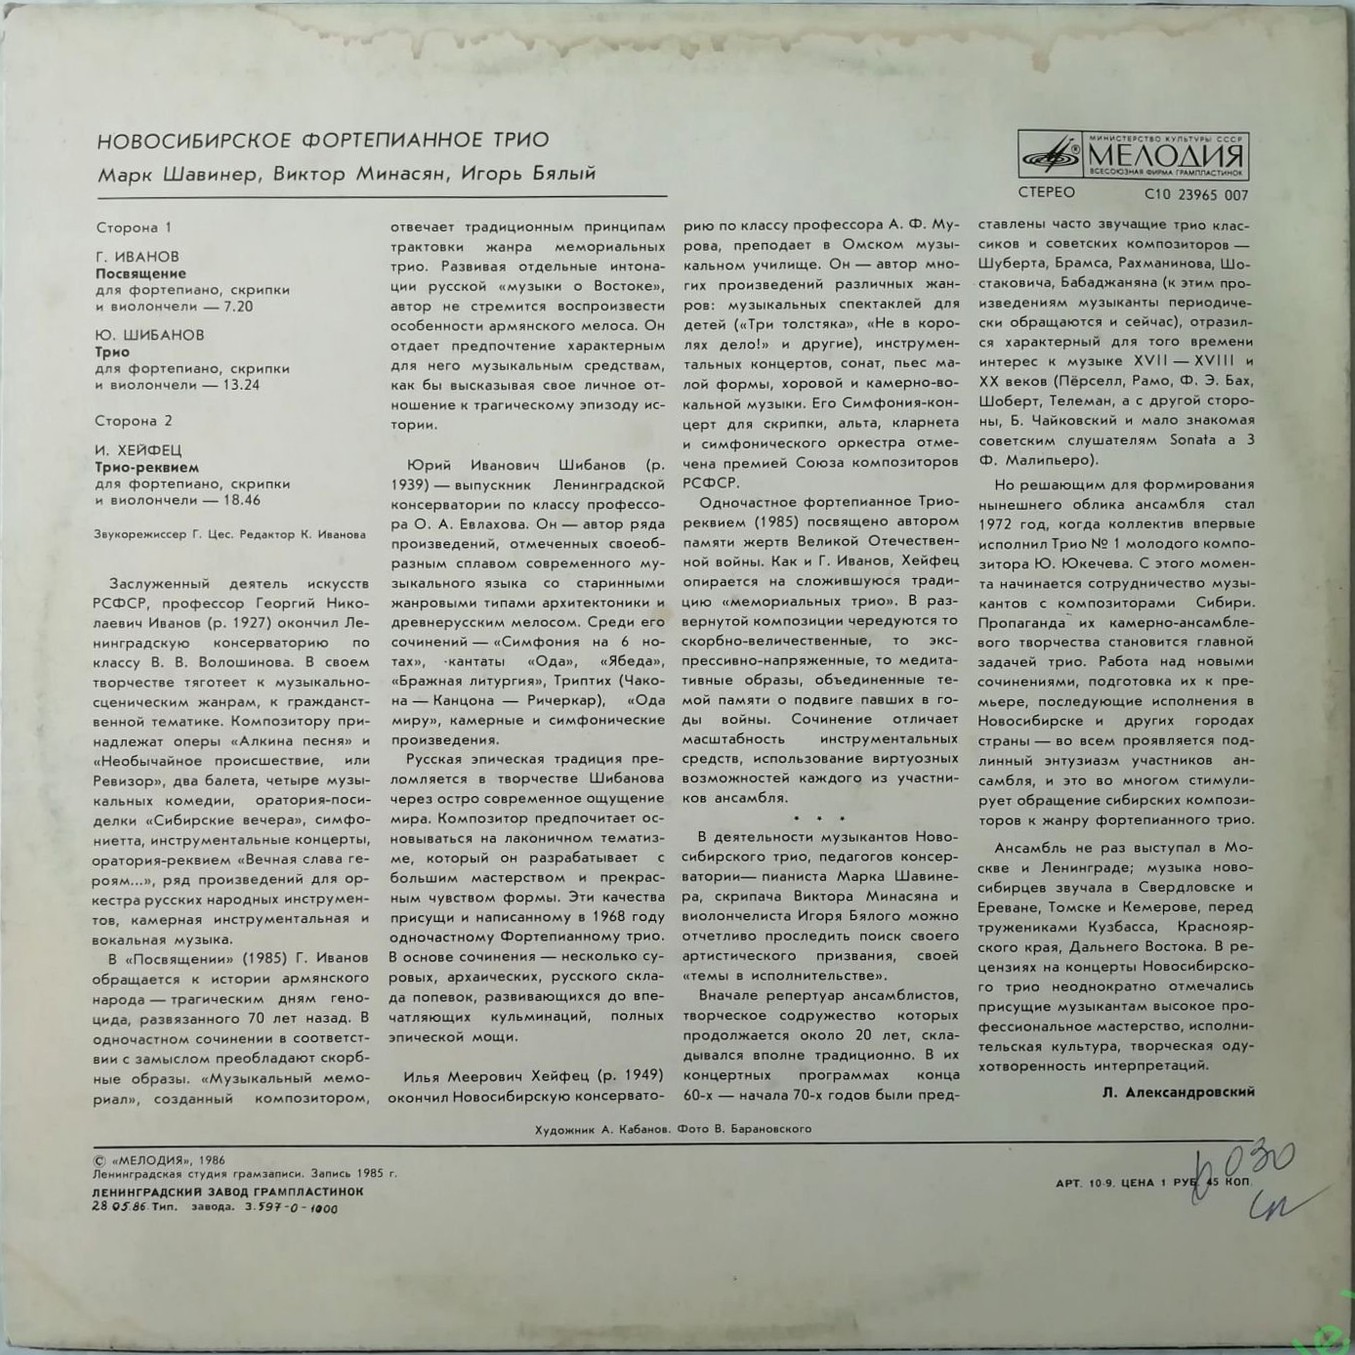 НОВОСИБИРСКОЕ ФОРТЕПИАННОЕ ТРИО
Марк Шавинер, Виктор Минасян, Игорь Бялый
МИНИСТЕРСТВО КУЛЬТУРЫ СССР
МЕЛОДИЯ
ВСЕСОЮЗНАЯ ФИРМА ГРАМПЛАСТИНОК
СТЕРЕО С10 23965 007
Сторона 1
Г. ИВАНОВ
Посвящение
для фортепиано, скрипки
и виолончели — 7.20
Ю. ШИБАНОВ
Трио
для фортепиано, скрипки
и виолончели — 13.24
Сторона 2
И. ХЕЙФЕЦ
Трио-реквием
для фортепиано, скрипки
и виолончели — 18.46
Звукорежиссер Г. Цес. Редактор К. Иванова
Заслуженный деятель искусств
РСФСР, профессор Георгий Нико-
лаевич Иванов (р. 1927) окончил Ле-
нинградскую консерваторию по
классу В. В. Волошинова. В своем
творчестве тяготеет к музыкально-
сценическим жанрам, к гражданст-
венной тематике. Композитору при-
надлежат оперы «Алкина песня» и
«Необычайное происшествие, или
Ревизор», два балета, четыре музы-
кальных комедии, оратория-поси-
делки «Сибирские вечера», симфо-
ниетта, инструментальные концерты,
оратория-реквием «Вечная слава ге-
роям...», ряд произведений для ор-
кестра русских народных инструмен-
тов, камерная инструментальная и
вокальная музыка.
В «Посвящении» (1985) Г. Иванов
обращается к истории армянского
народа — трагическим дням гено-
цида, развязанного 70 лет назад. В
одночастном сочинении в соответст-
вии с замыслом преобладают скорб-
ные образы. «Музыкальный мемо-
риал», созданный композитором,
отвечает традиционным принципам
трактовки жанра мемориальных
трио. Развивая отдельные интона-
ции русской «музыки о Востоке»,
автор не стремится воспроизвести
особенности армянского мелоса. Он
отдает предпочтение характерным
для него музыкальным средствам,
как бы высказывая свое личное от-
ношение к трагическому эпизоду ис-
тории.
Юрий Иванович Шибанов (р.
1939) — выпускник Ленинградской
консерватории по классу профессо-
ра О. А. Евлахова. Он — автор ряда
произведений, отмеченных своеоб-
разным сплавом современного му-
зыкального языка со старинными
жанровыми типами архитектоники и
древнерусским мелосом. Среди его
сочинений — «Симфония на 6 но-
тах», кантаты «Ода», «Ябеда»,
«Бражная литургия», Триптих (Чако-
на — Канцона — Ричеркар), «Ода
миру», камерные и симфонические
произведения.
Русская эпическая традиция пре-
ломляется в творчестве Шибанова
через остро современное ощущение
мира. Композитор предпочитает ос-
новываться на лаконичном тематиз-
ме, который он разрабатывает с
большим мастерством и прекрас-
ным чувством формы. Эти качества
присущи и написанному в 1968 году
одночастному Фортепианному трио.
В основе сочинения — несколько су-
ровых, архаических, русского скла-
да попевок, развивающихся до впе-
чатляющих кульминаций, полных
эпической мощи.
Илья Меерович Хейфец (р. 1949)
окончил Новосибирскую консервато-
рию по классу профессора А. Ф. Му-
рова, преподает в Омском музы-
кальном училище. Он — автор мно-
гих произведений различных жан-
ров: музыкальных спектаклей для
детей («Три толстяка», «Не в коро-
лях дело!» и другие), инструмен-
тальных концертов, сонат, пьес ма-
лой формы, хоровой и камерно-во-
кальной музыки. Его Симфония-кон-
церт для скрипки, альта, кларнета
и симфонического оркестра отме-
чена премией Союза композиторов
РСФСР.
Одночастное фортепианное Трио-
реквием (1985) посвящено автором
памяти жертв Великой Отечествен-
ной войны. Как и Г. Иванов, Хейфец
опирается на сложившуюся тради-
цию «мемориальных трио». В раз-
вернутой композиции чередуются то
скорбно-величественные, то экс-
прессивно-напряженные, то медита-
тивные образы, объединенные те-
мой памяти о подвиге павших в го-
ды войны. Сочинение отличает
масштабность инструментальных
средств, использование виртуозных
возможностей каждого из участни-
ков ансамбля.
• • •
В деятельности музыкантов Ново-
сибирского трио, педагогов консер-
ватории— пианиста Марка Шавине-
ра, скрипача Виктора Минасяна и
виолончелиста Игоря Бялого можно
отчетливо проследить поиск своего
артистического призвания, своей
«темы в исполнительстве».
Вначале репертуар ансамблистов,
творческое содружество которых
продолжается около 20 лет, скла-
дывался вполне традиционно. В их
концертных программах конца
60-х — начала 70-х годов были пред-
ставлены часто звучащие трио клас-
сиков и советских композиторов —
Шуберта, Брамса, Рахманинова, Шо-
стаковича, Бабаджаняна (к этим про-
изведениям музыканты периодиче-
ски обращаются и сейчас), отразил-
ся характерный для того времени
интерес к музыке XVII — XVIII и
XX веков (Пёрселл, Рамо, Ф. Э. Бах,
Шоберт, Телеман, а с другой сторо-
ны, Б. Чайковский и мало знакомая
советским слушателям Sonata a 3
Ф. Малипьеро).
Но решающим для формирования
нынешнего облика ансамбля стал
1972 год, когда коллектив впервые
исполнил Трио № 1 молодого компо-
зитора Ю. Юкечева. С этого момен-
та начинается сотрудничество музы-
кантов с композиторами Сибири.
Пропаганда их камерно-ансамбле-
вого творчества становится главной
задачей трио. Работа над новыми
сочинениями, подготовка их к пре-
мьере, последующие исполнения в
Новосибирске и других городах
страны — во всем проявляется под-
линный энтузиазм участников ан-
самбля, и это во многом стимули-
рует обращение сибирских компози-
торов к жанру фортепианного трио.
Ансамбль не раз выступал в Мо-
скве и Ленинграде; музыка ново-
сибирцев звучала в Свердловске и
Ереване, Томске и Кемерове, перед
тружениками Кузбасса, Краснояр-
ского края, Дальнего Востока. В ре-
цензиях на концерты Новосибирско-
го трио неоднократно отмечались
присущие музыкантам высокое про-
фессиональное мастерство, исполни-
тельская культура, творческая оду-
хотворенность интерпретаций.
Л. Александровский
Художник А. Кабанов. Фото В. Барановского
© «МЕЛОДИЯ», 1986
Ленинградская студия грамзаписи. Запись 1985 г.
ЛЕНИНГРАДСКИЙ ЗАВОД ГРАМПЛАСТИНОК
28.05.86 Тип. завода. З. 597-0-1000
АРТ. 10-9. ЦЕНА 1 РУБ. 45 КОП.